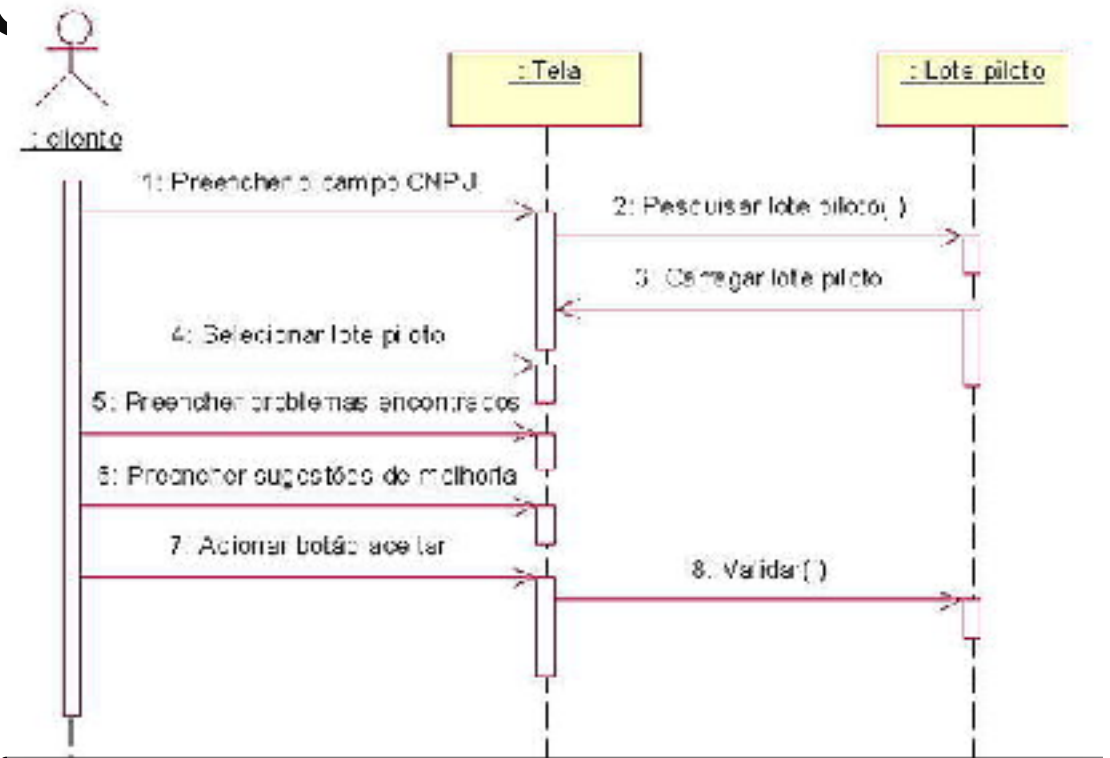 : cliente
: Tela
: Lote piloto
1: Preencher o campo CNPJ
2: Pesquisar lote piloto( )
3: Carragar lote piloto
4: Selecionar lote piloto
5: Preencher problemas encontrados
6: Preencher sugestões de melhoria
7: Acionar botão aceitar
8: Validar( )